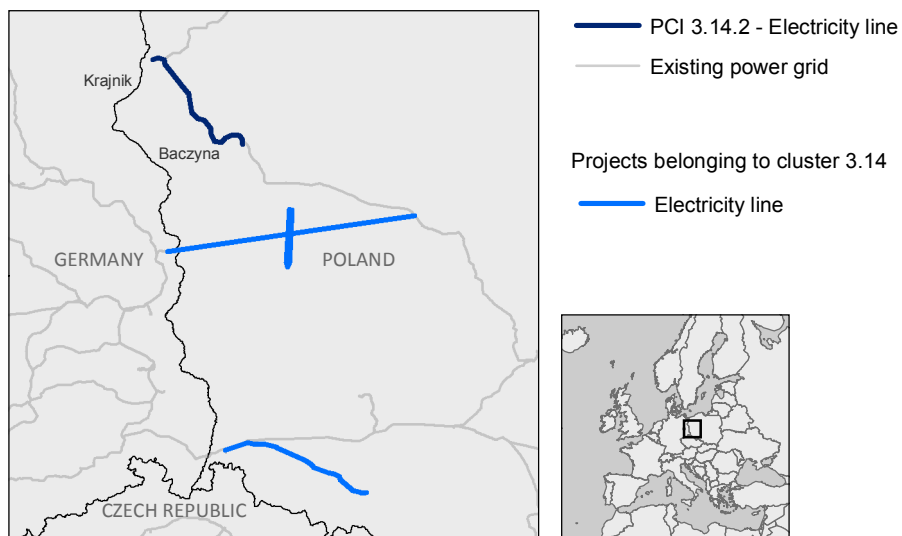 Krajnik
Baczyna
GERMANY
POLAND
CZECH REPUBLIC
PCI 3.14.2 - Electricity line
Existing power grid
Projects belonging to cluster 3.14
Electricity line